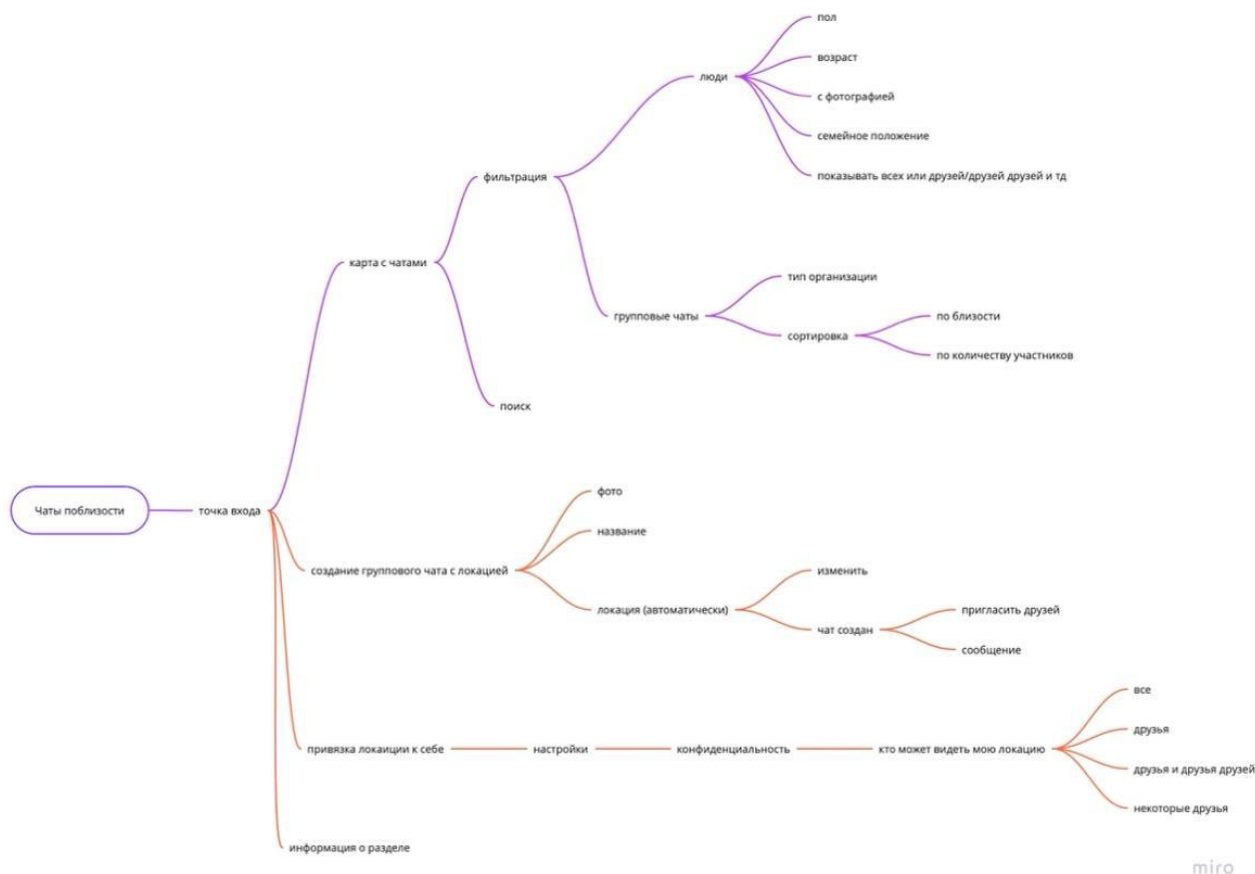 пол
возраст
люди
с фотографией
семейное положение
показывать всех или друзей/друзей друзей и тд
фильтрация
карта с чатами
тип организации
групповые чаты
по близости
сортировка
по количеству участников
поиск
фото
Чаты поблизости
точка входа
название
создание группового чата с локацией
изменить
локация (автоматически)
пригласить друзей
чат создан
сообщение
все
друзья
привязка локаиции к себе
настройки
конфиденциальность
кто может видеть мою локацию
друзья и друзья друзей
некоторые друзья
информация о разделе
miro